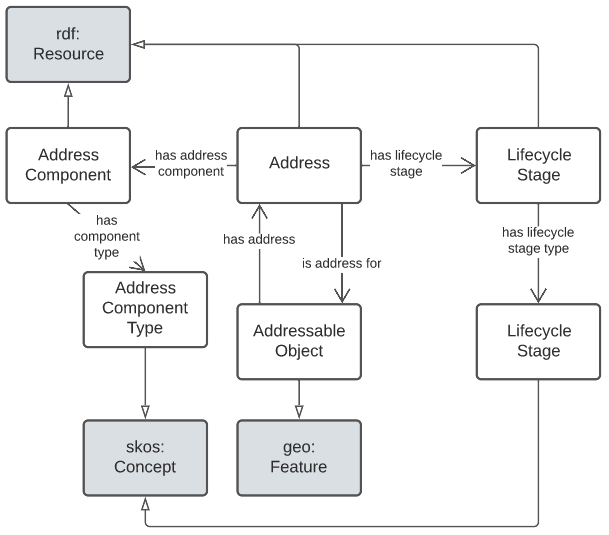 rdf:
Resource
Address
Component
has address
component
Address
has lifecycle
stage
Lifecycle
Stage
has
component
type
has address
is address for
has lifecycle
stage type
Address
Component
Type
Addressable
Object
Lifecycle
Stage
skos:
Concept
geo:
Feature